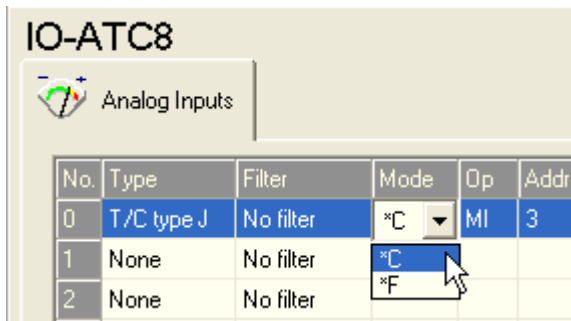 IO-ATC8
Analog Inputs
No. Type Filter Mode Op Addr
0 T/C type J No filter *C MI 3
1 None No filter *C
*F
2 None No filter